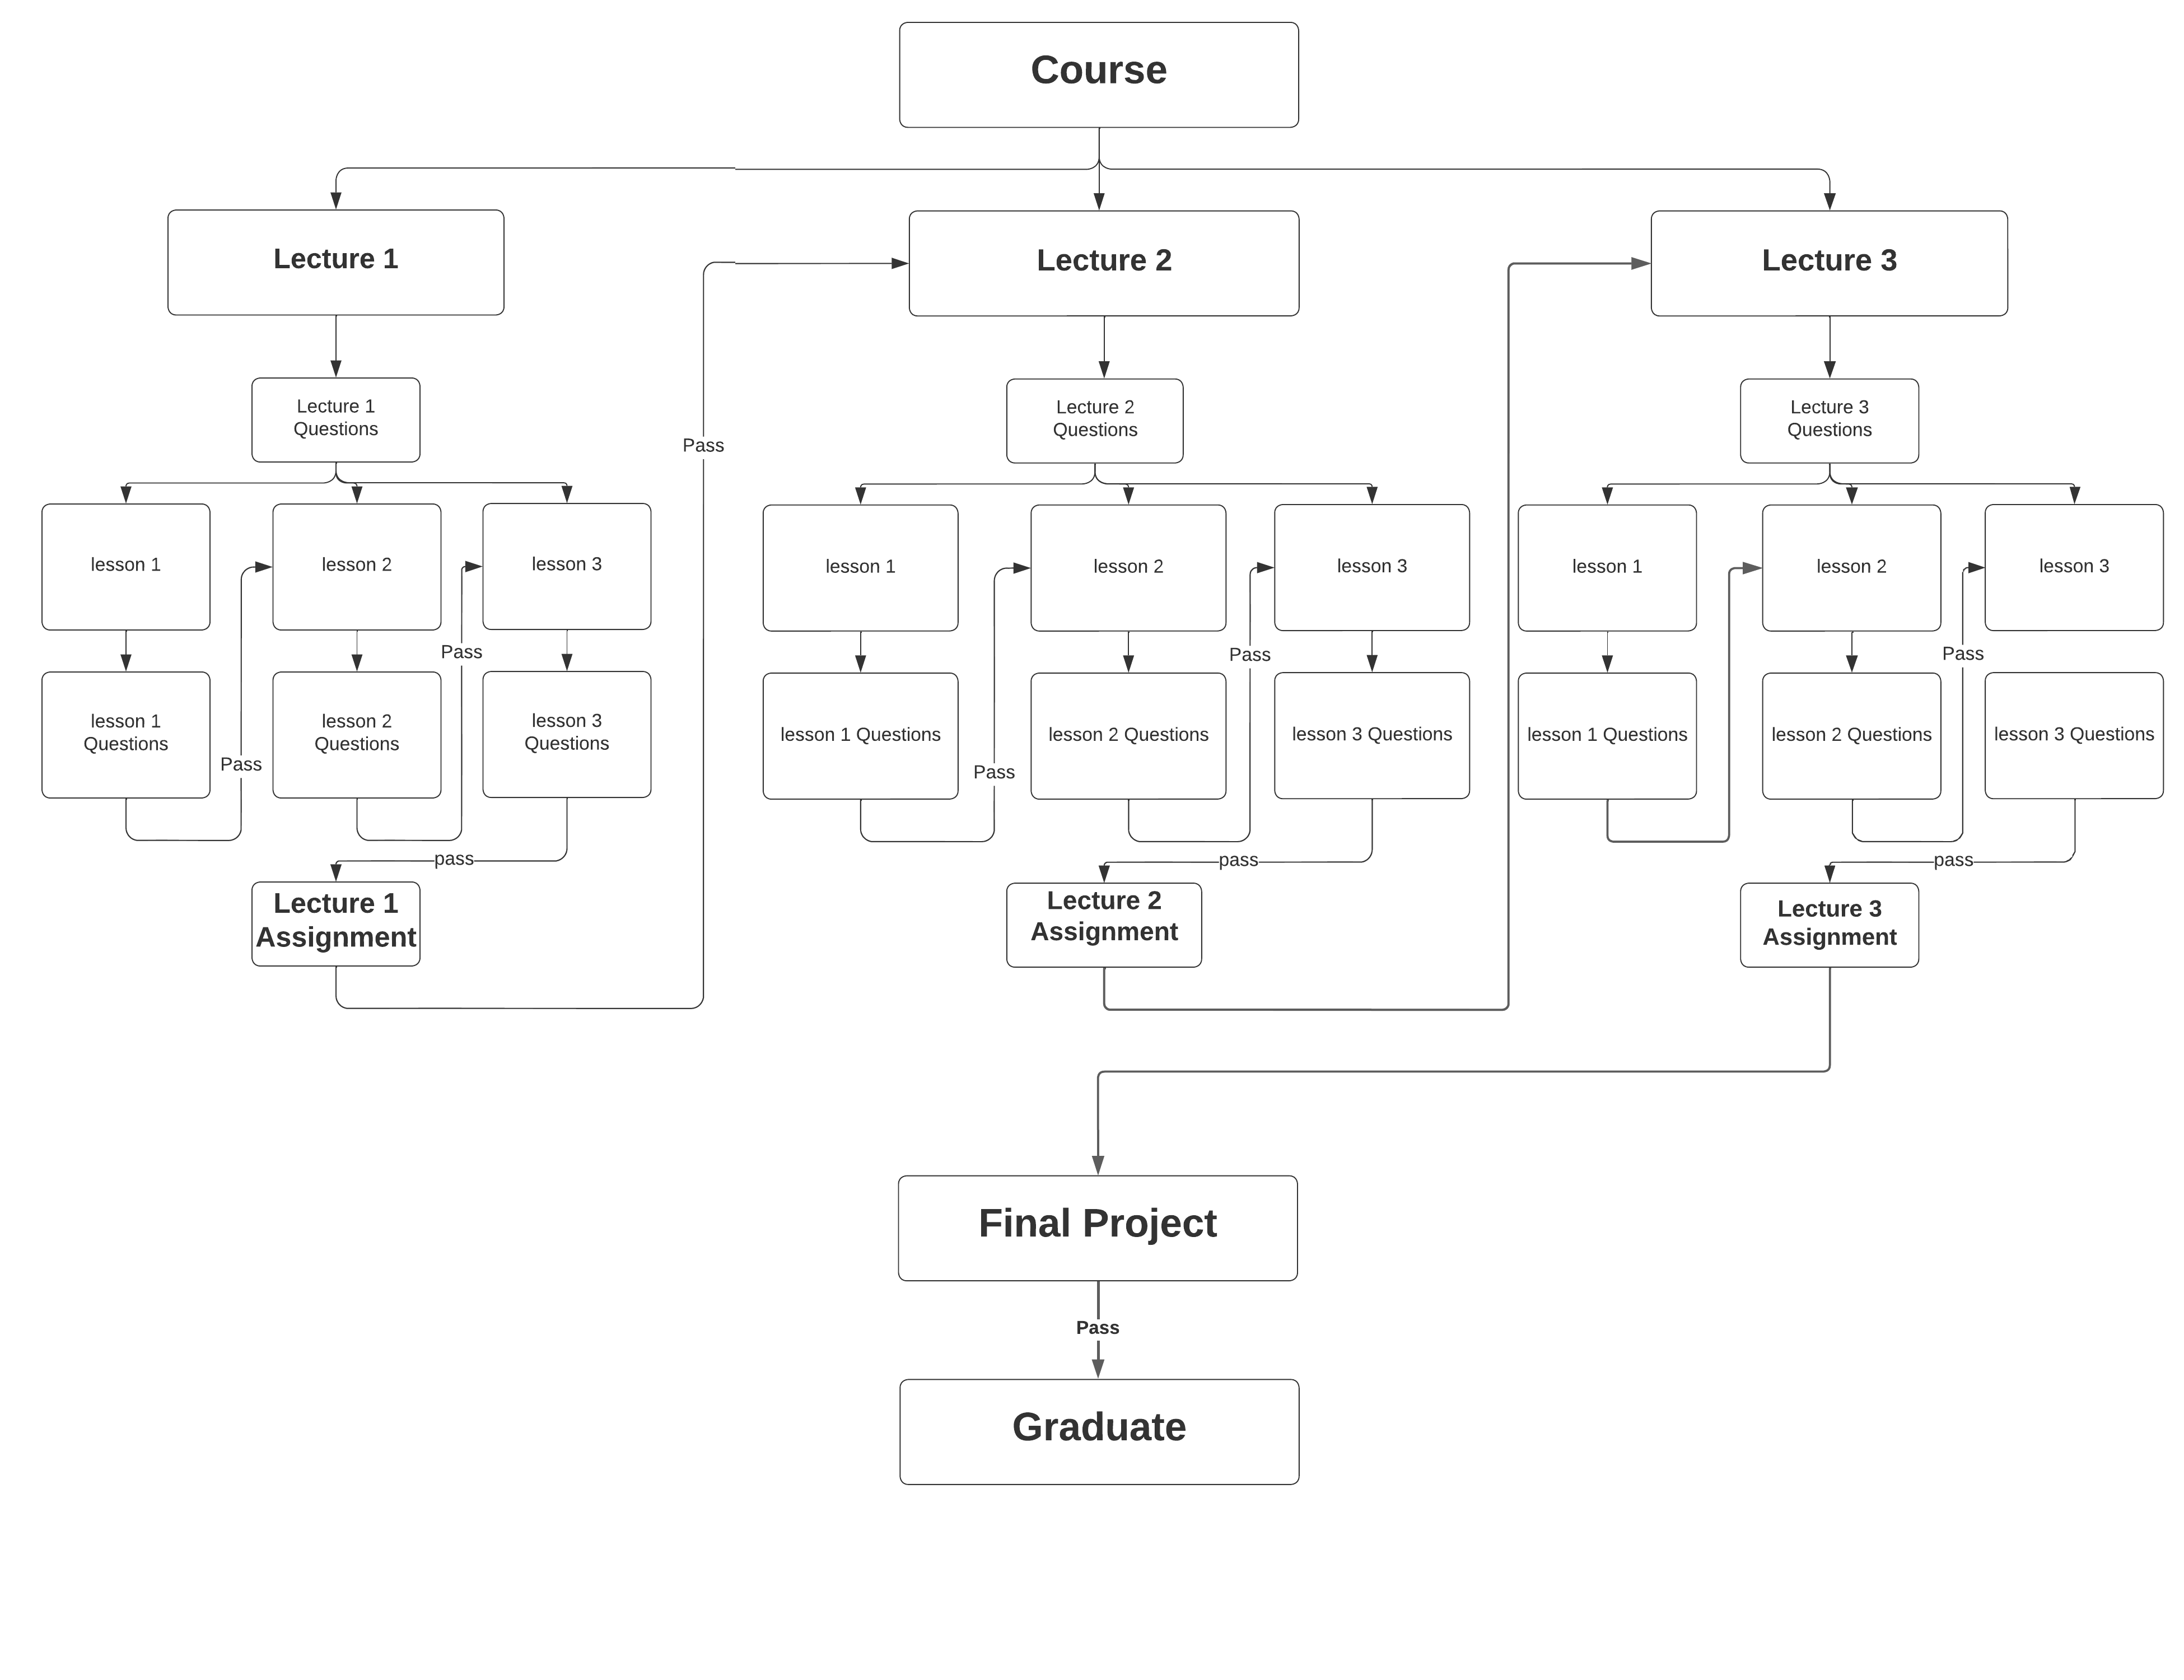 Course
Lecture 1
Lecture 2
Lecture 3
Lecture 1
Questions
Lecture 2
Questions
Lecture 3
Questions
Pass
lesson 1
lesson 2
lesson 3
lesson 1
lesson 2
lesson 3
lesson 1
lesson 2
lesson 3
Pass
Pass
Pass
lesson 1
Questions
lesson 2
Questions
lesson 3
Questions
lesson 1 Questions
lesson 2 Questions
lesson 3 Questions
lesson 1 Questions
lesson 2 Questions
lesson 3 Questions
Pass
Pass
pass
pass
pass
Lecture 1
Assignment
Lecture 2
Assignment
Lecture 3
Assignment
Final Project
Pass
Graduate